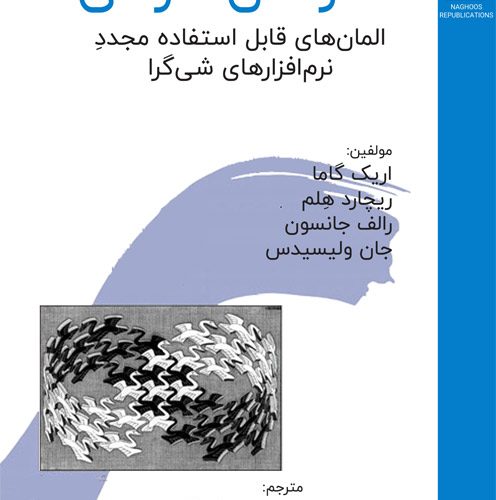 NAGHOOS
REPUBLICATIONS
المان‌های قابل استفاده مجددِ
نرم‌افزارهای شی‌گرا
مولفین:
اریک گاما
ریچارد هِلم
رالف جانسون
جان ولیسیدس
مترجم: